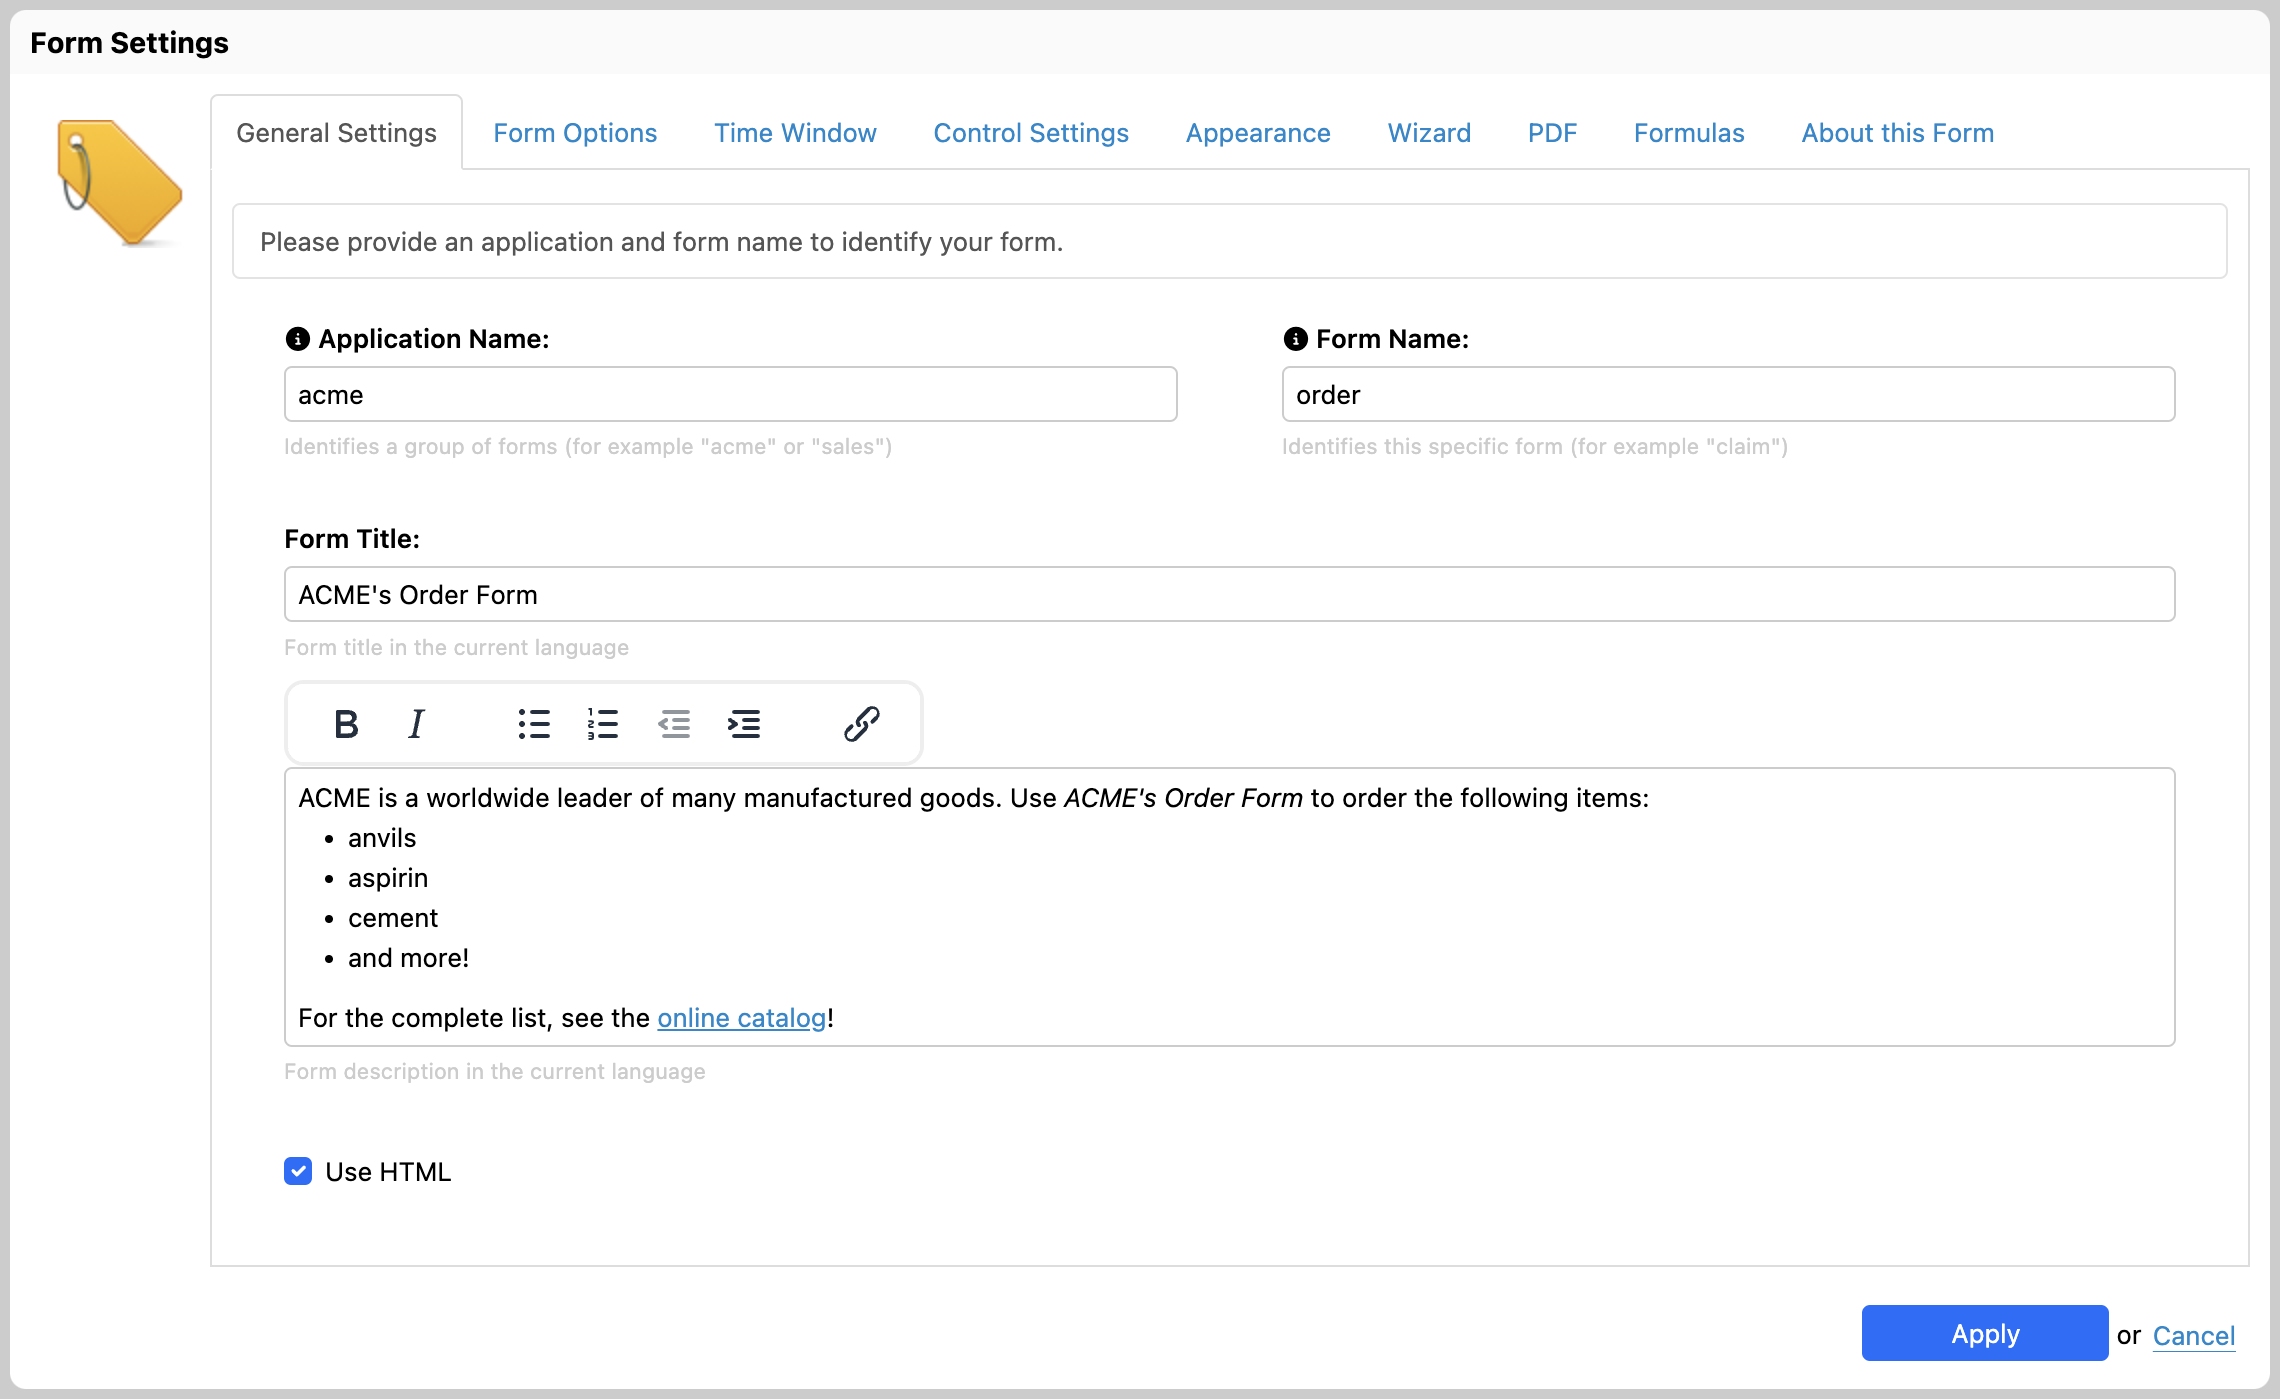 Form Settings
General Settings
Form Options
Time Window
Control Settings
Appearance
Wizard
PDF
Formulas
About this Form
Please provide an application and form name to identify your form.
Application Name:
Form Name:
acme
order
Identifies a group of forms (for example "acme" or "sales")
Identifies this specific form (for example "claim")
Form Title:
ACME's Order Form
Form title in the current language
B I
ACME is a worldwide leader of many manufactured goods. Use ACME's Order Form to order the following items:
• anvils
• aspirin
• cement
• and more!
For the complete list, see the online catalog!
Form description in the current language
Use HTML
Apply or Cancel